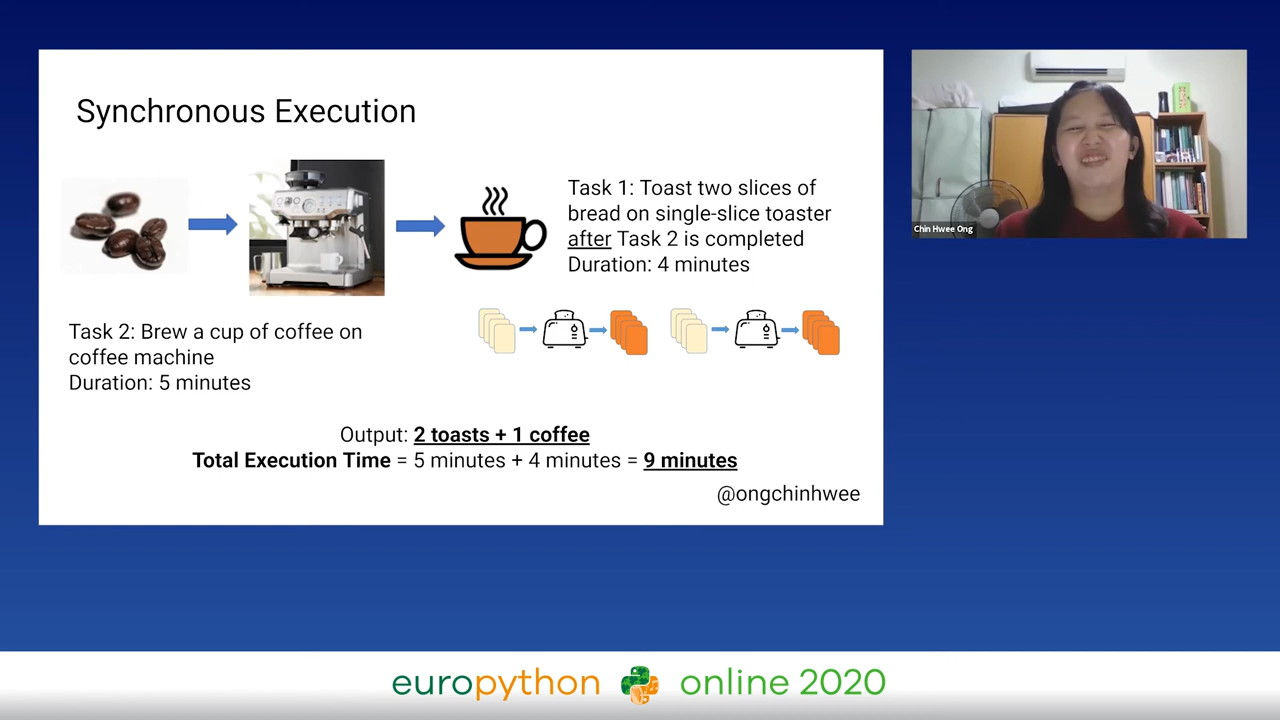 Synchronous Execution
Task 1: Toast two slices of
bread on single-slice toaster
after Task 2 is completed
Duration: 4 minutes
Task 2: Brew a cup of coffee on
coffee machine
Duration: 5 minutes
Output: 2 toasts + 1 coffee
Total Execution Time = 5 minutes + 4 minutes = 9 minutes
@ongchinhwee
Chin Hwee Ong
europython online 2020